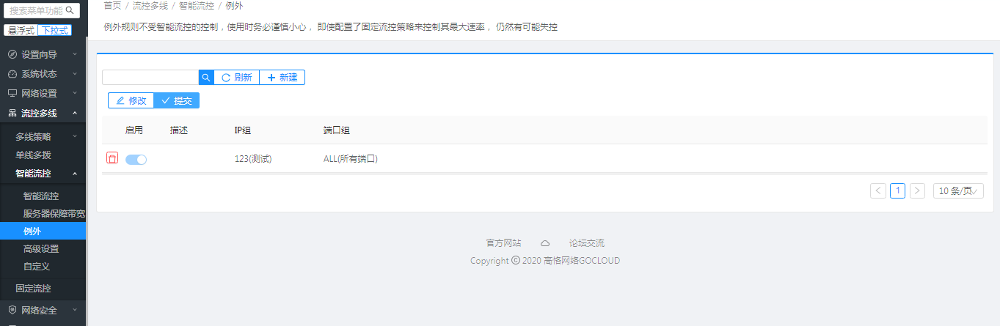 搜索菜单功能
悬浮式 下拉式
设置向导
系统状态
网络设置
流控多线
多线策略
单线多拨
智能流控
智能流控
服务器保障带宽
例外
高级设置
自定义
固定流控
网络安全
首页 / 流控多线 / 智能流控 / 例外
例外规则不受智能流控的控制，使用时务必谨慎小心， 即使配置了固定流控策略来控制其最大速率， 仍然有可能失控
刷新 新建
修改 提交
启用 描述 IP组 端口组
123(测试) ALL(所有端口)
1 10 条/页
官方网站 论坛交流
Copyright © 2020 高恪网络GOCLOUD